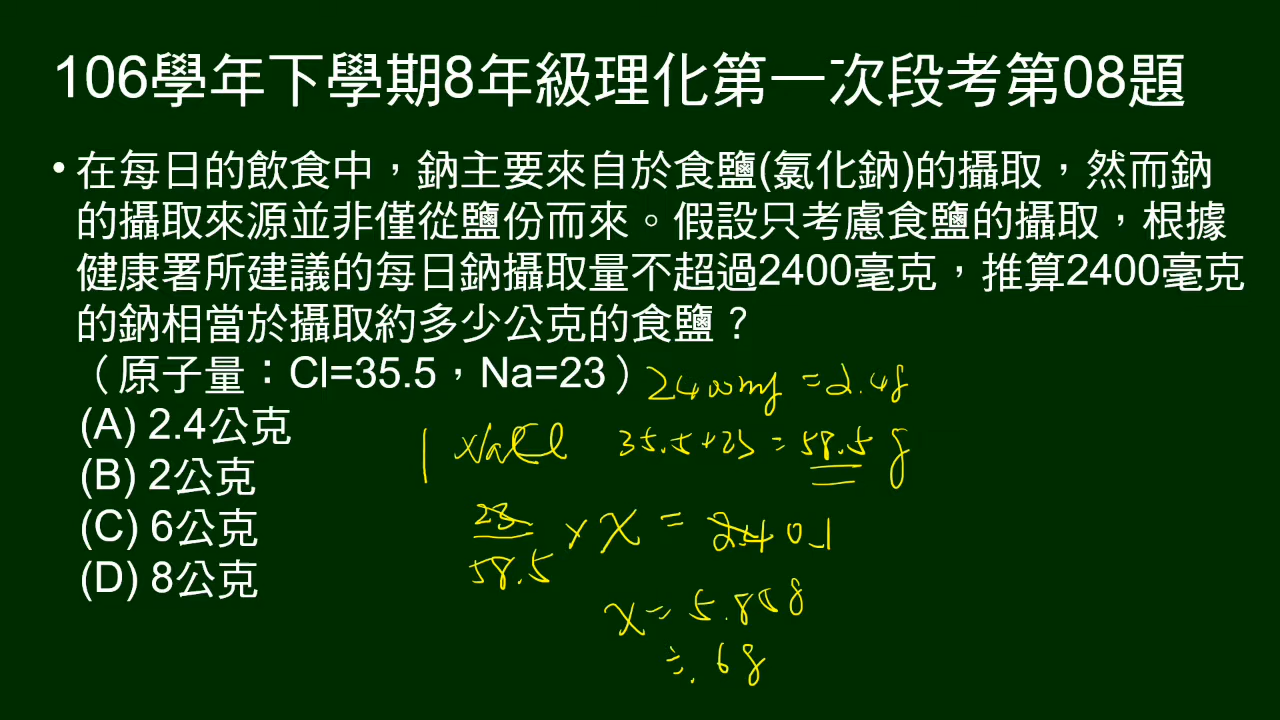 106學年下學期8年級理化第一次段考第08題
• 在每日的飲食中，鈉主要來自於食鹽(氯化鈉)的攝取，然而鈉
的攝取來源並非僅從鹽份而來。假設只考慮食鹽的攝取，根據
健康署所建議的每日鈉攝取量不超過2400毫克，推算2400毫克
的鈉相當於攝取約多少公克的食鹽？
（原子量：Cl=35.5，Na=23）
2400mg = 2.4g
(A) 2.4公克
1 NaCl 35.5+23 = 58.5 g
(B) 2公克
(C) 6公克
23/58.5 × x = 2.4 0.1
(D) 8公克
x = 5.8 g
≒ 6g